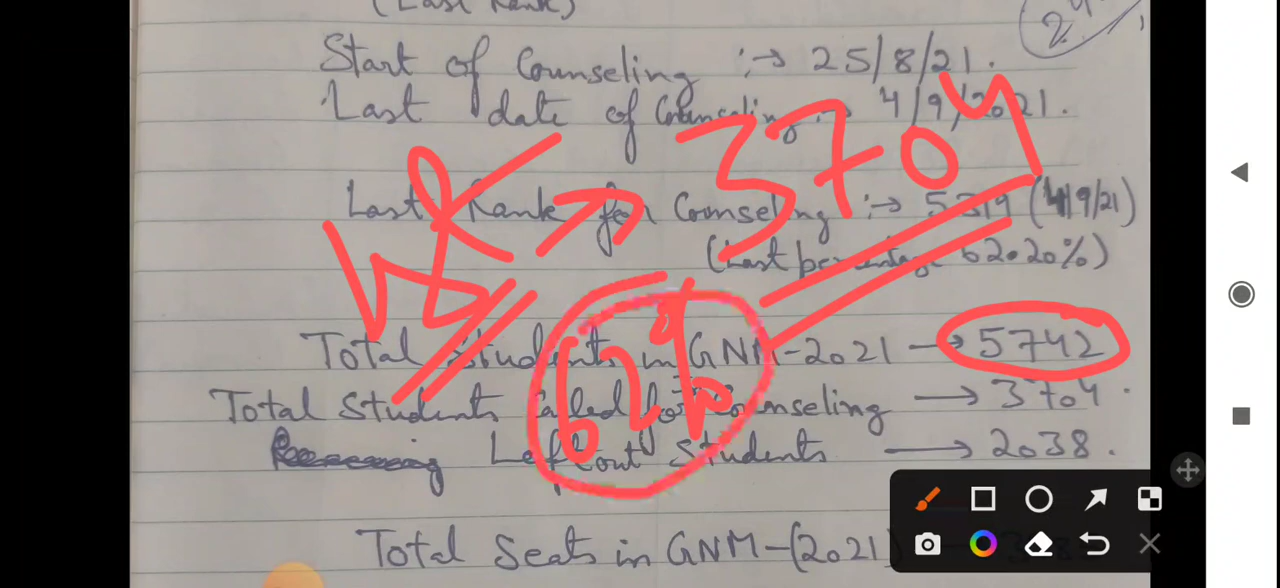 (Last Rank)
Start of Counseling :→ 25/8/21.
Last date of Counseling :→ 4/9/2021.
3704
Last Rank for Counseling :→ 5319 (4/9/21)
(Last percentage 62.20%)
62%
Total Students in GNM-2021 → 5742
Total Students Called for Counseling → 3704.
Left out Students → 2038.
Total Seats in GNM-(2021)